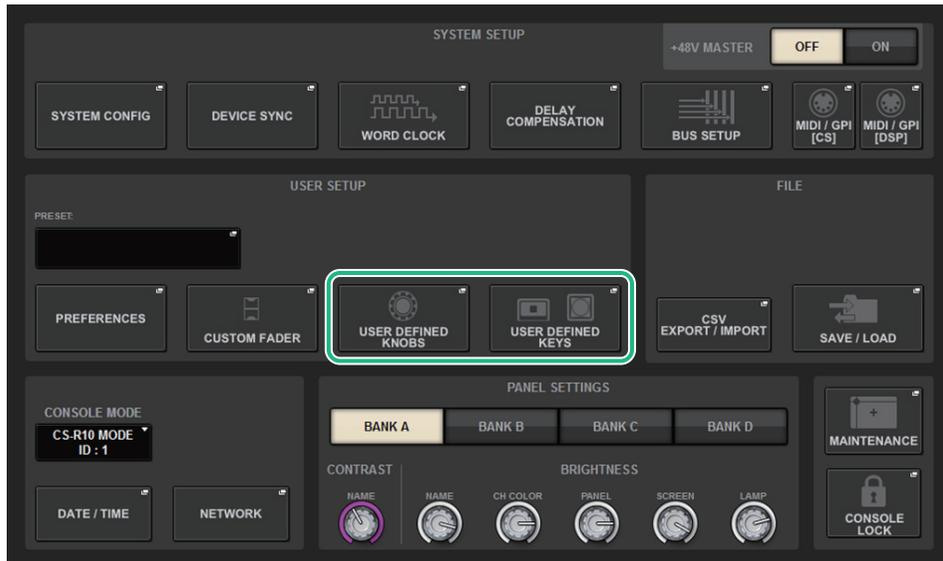 SYSTEM SETUP
+48V MASTER
OFF
ON
SYSTEM CONFIG
DEVICE SYNC
WORD CLOCK
DELAY
COMPENSATION
BUS SETUP
MIDI / GPI
[CS]
MIDI / GPI
[DSP]
USER SETUP
PRESET:
PREFERENCES
CUSTOM FADER
USER DEFINED
KNOBS
USER DEFINED
KEYS
FILE
CSV
EXPORT / IMPORT
SAVE / LOAD
CONSOLE MODE
CS-R10 MODE
ID : 1
DATE / TIME
NETWORK
PANEL SETTINGS
BANK A
BANK B
BANK C
BANK D
CONTRAST
BRIGHTNESS
NAME
NAME
CH COLOR
PANEL
SCREEN
LAMP
MAINTENANCE
CONSOLE
LOCK